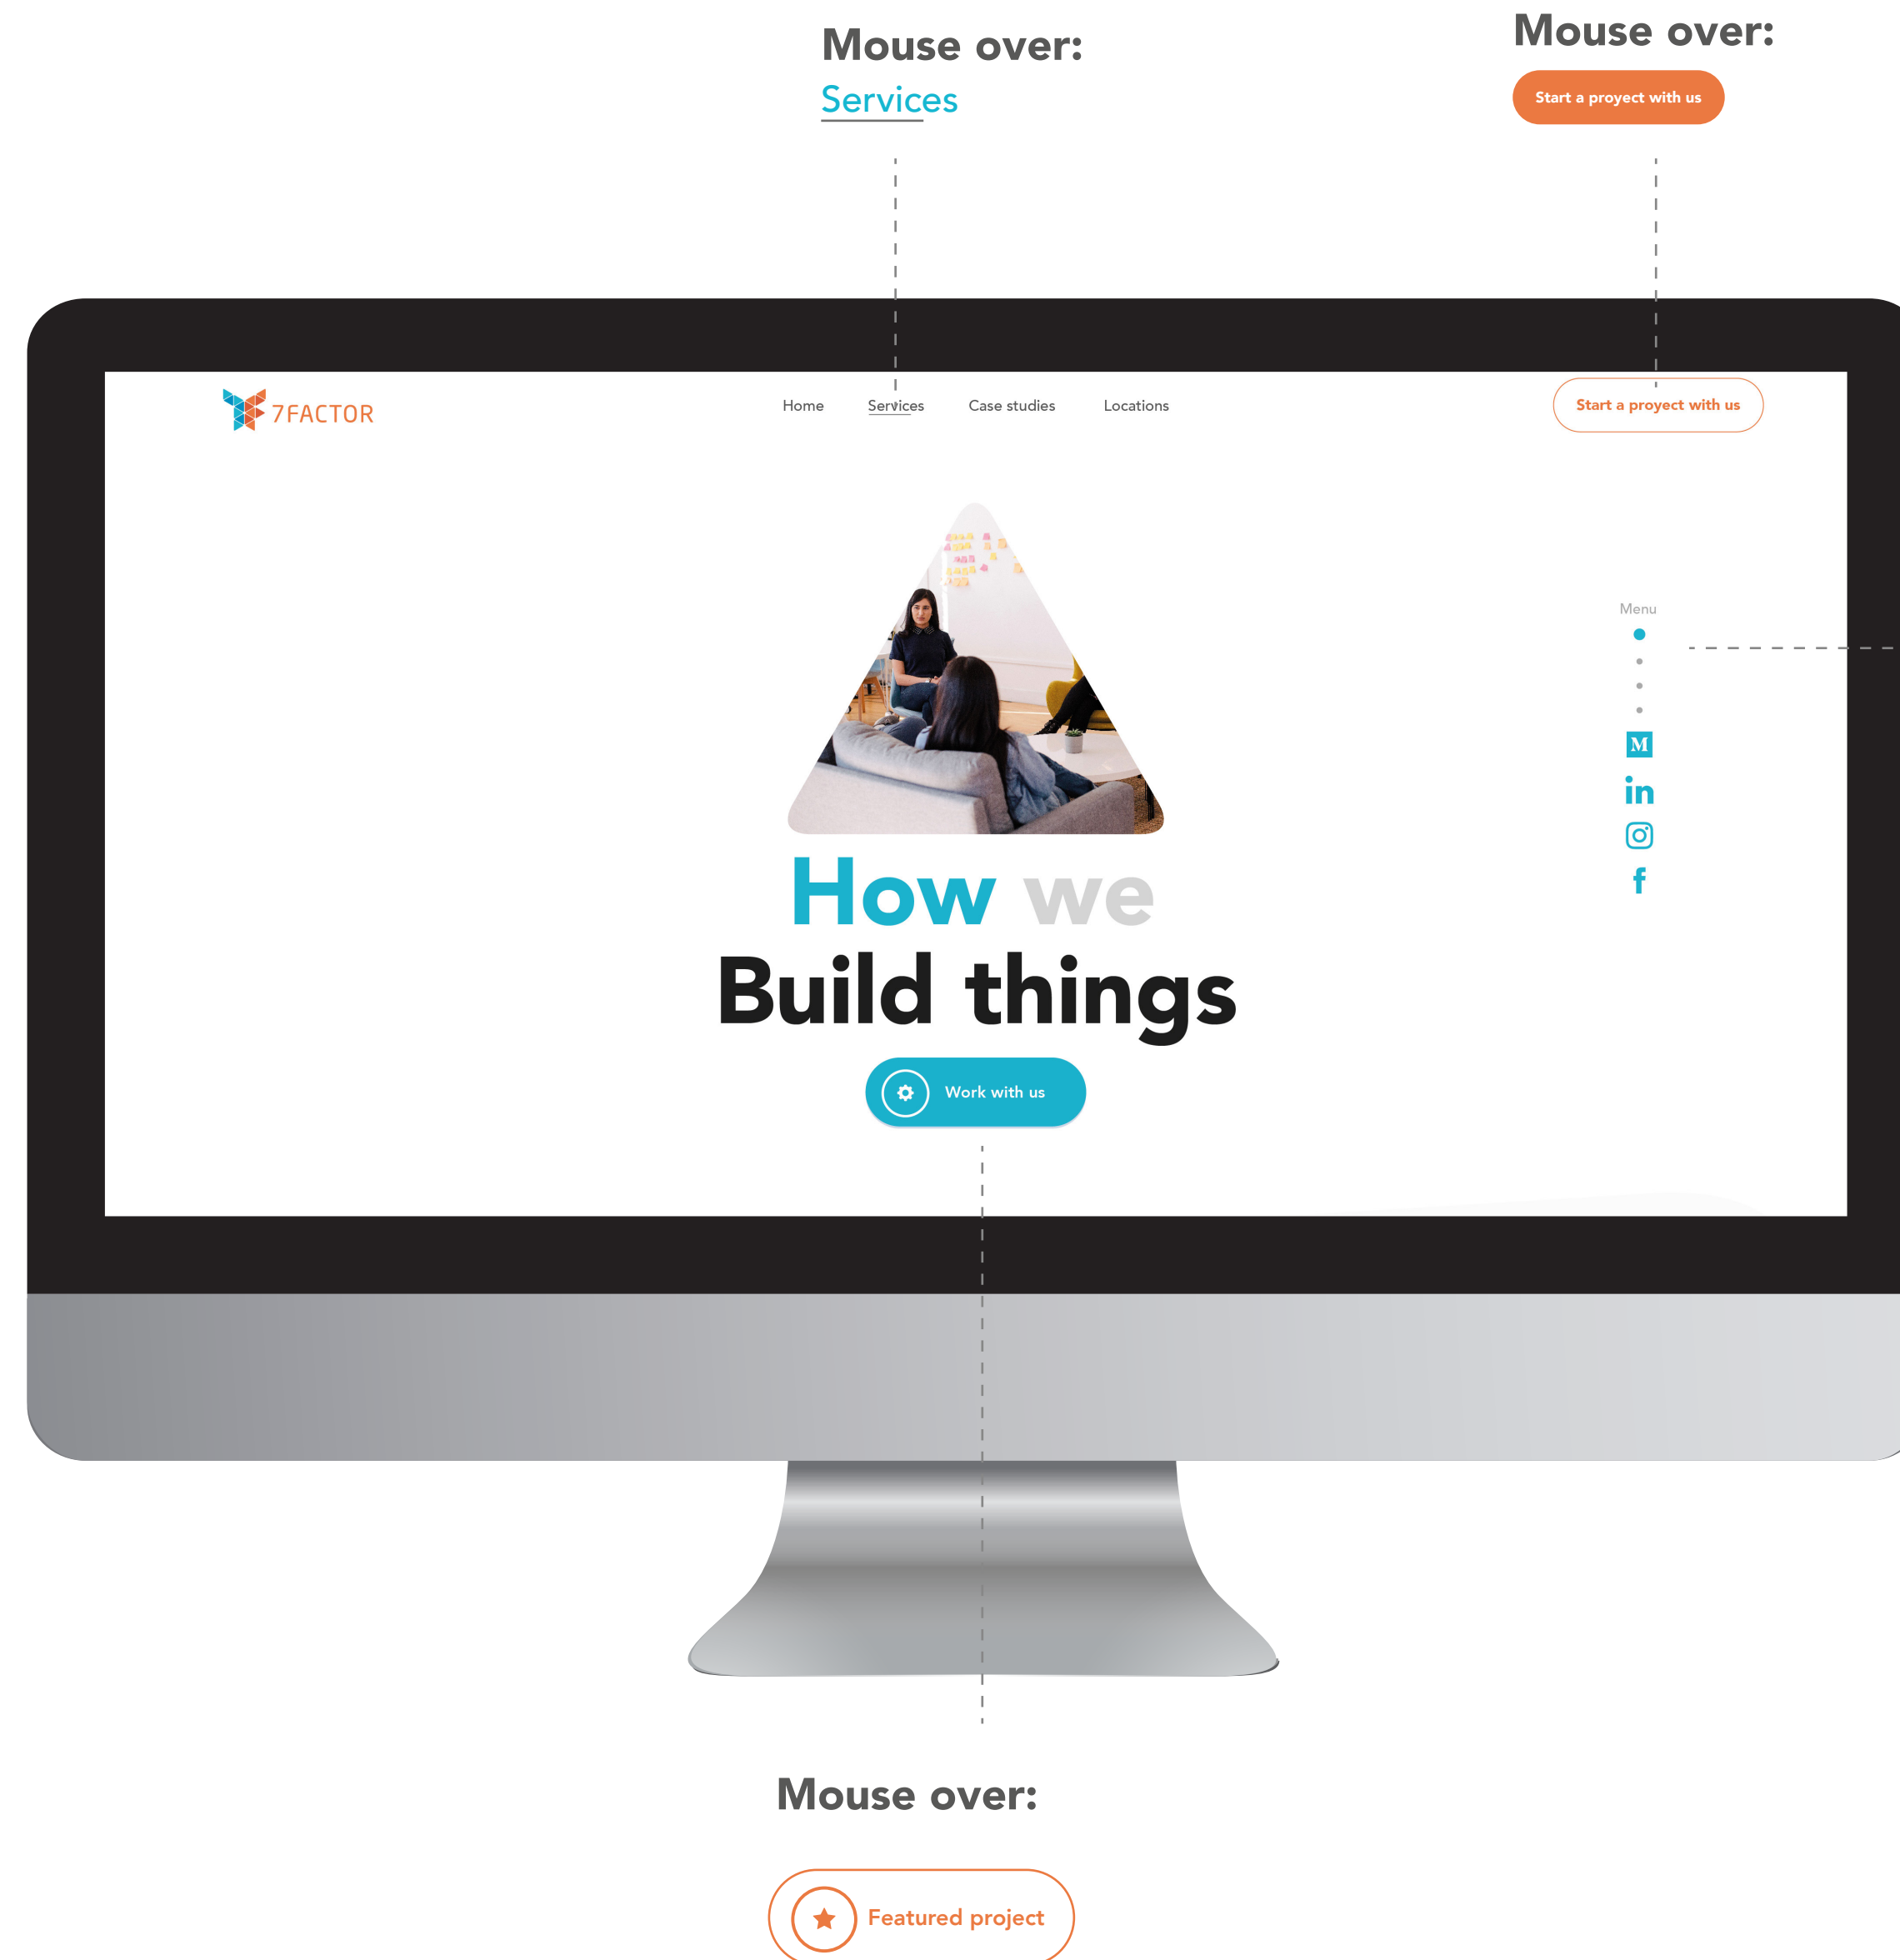 Mouse over:
Services
Mouse over:
Start a proyect with us
7FACTOR
Home
Services
Case studies
Locations
Start a proyect with us
Menu
M
in
f
How we
Build things
Work with us
Mouse over:
Featured project